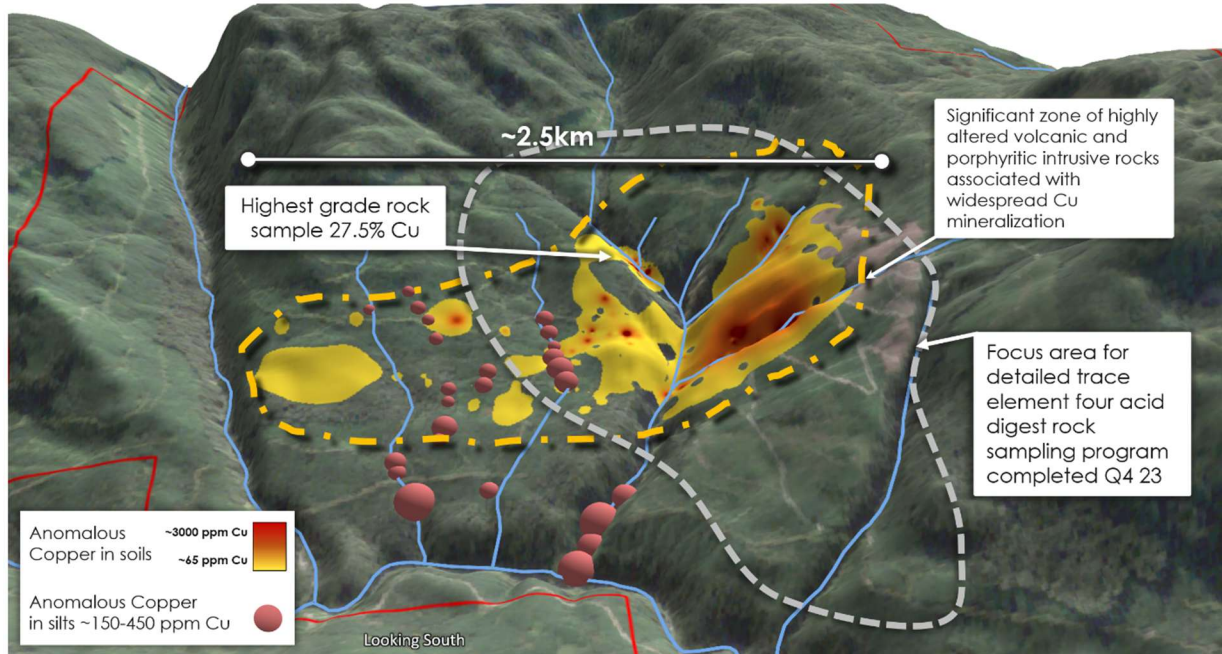 ~2.5km
Significant zone of highly
altered volcanic and
porphyritic intrusive rocks
associated with
widespread Cu
mineralization
Highest grade rock
sample 27.5% Cu
Focus area for
detailed trace
element four acid
digest rock
sampling program
completed Q4 23
Anomalous
Copper in soils
~3000 ppm Cu
~65 ppm Cu
Anomalous Copper
in silts ~150-450 ppm Cu
Looking South